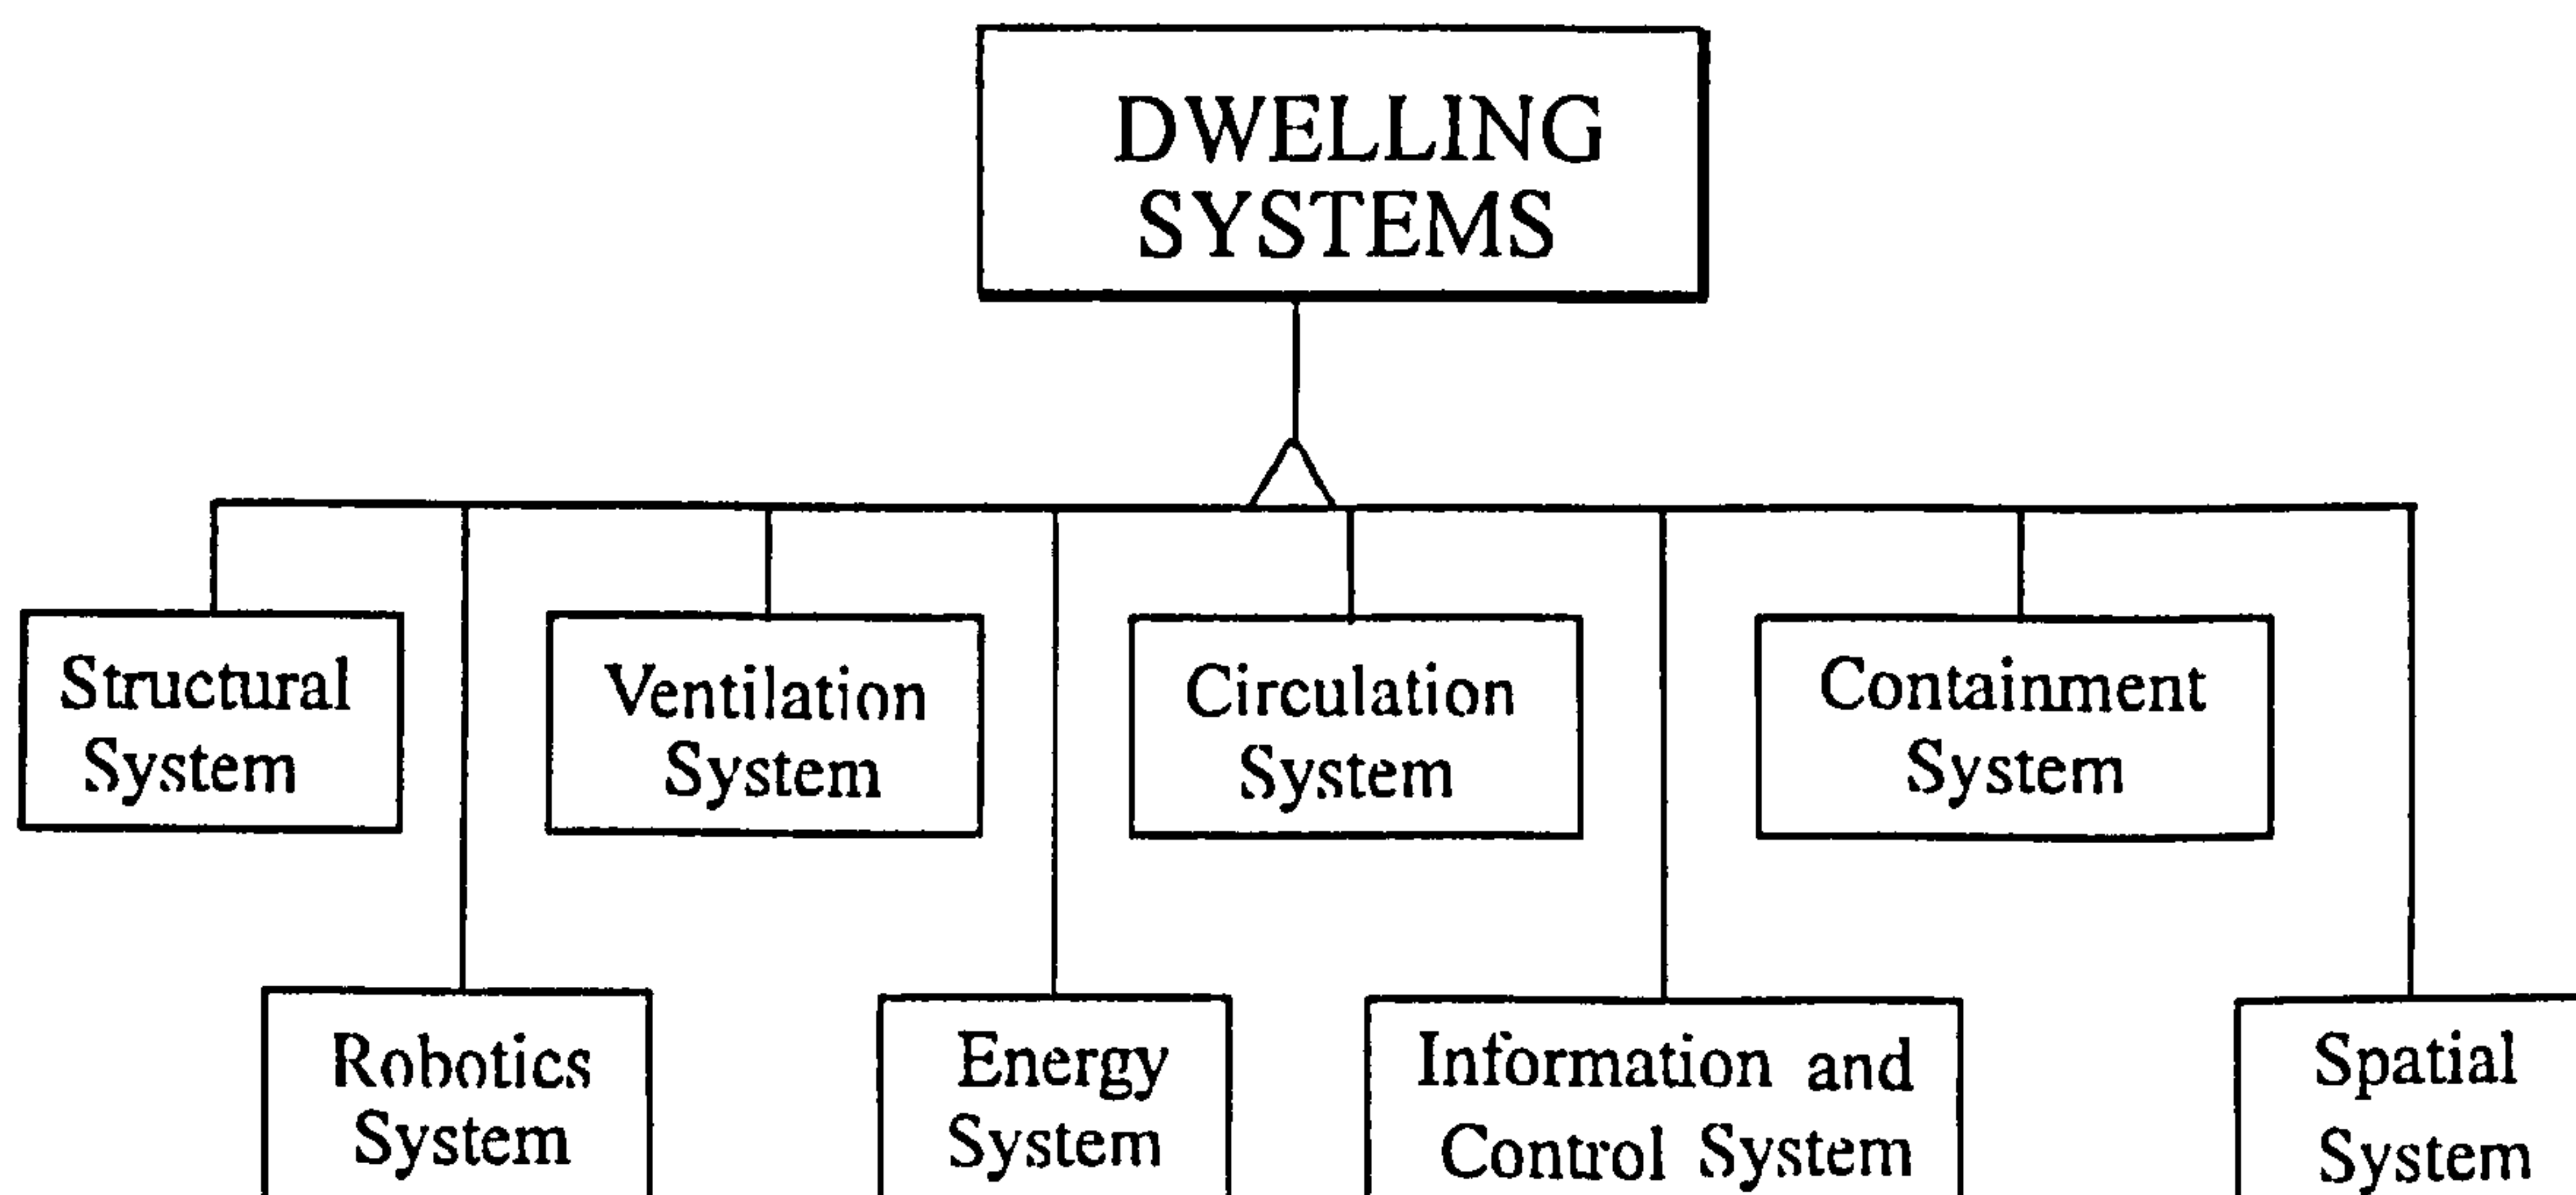 DWELLING
SYSTEMS
Structural
System
Ventilation
System
Circulation
System
Containment
System
Robotics
System
Energy
System
Information and
Control System
Spatial
System